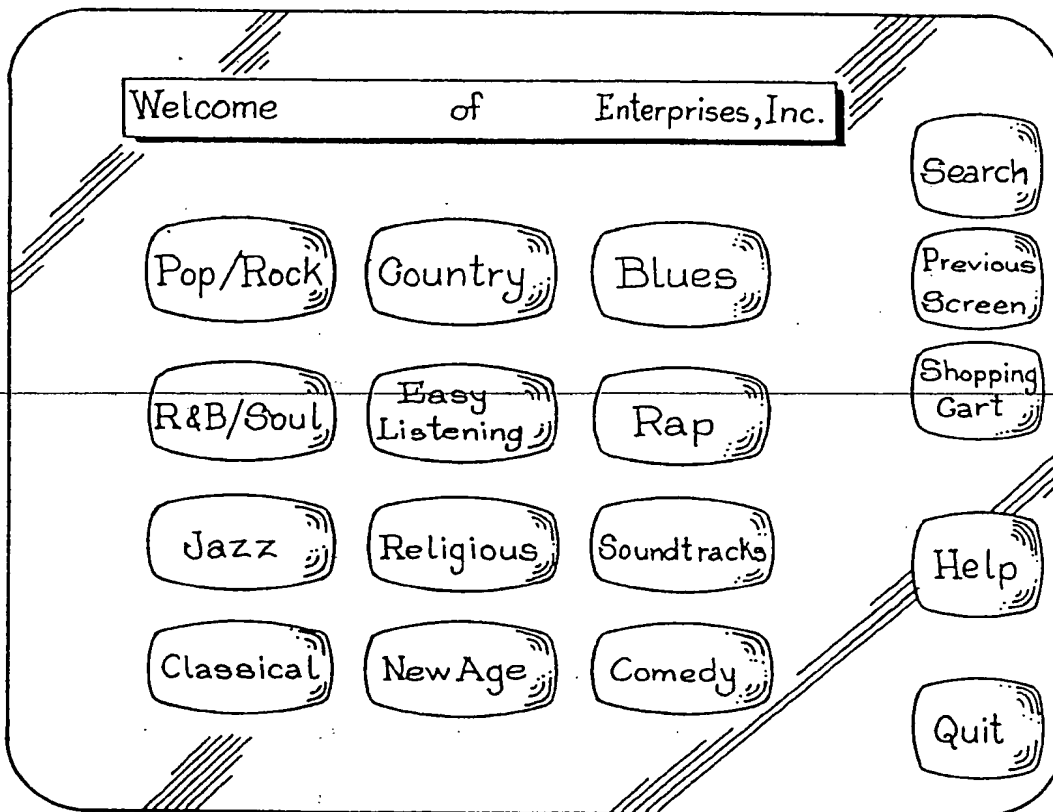 Welcome of Enterprises, Inc.
Search
Pop/Rock Country Blues
Previous
Screen
R&B/Soul Easy
Listening Rap
Shopping
Cart
Jazz Religious Soundtracks
Help
Classical New Age Comedy
Quit